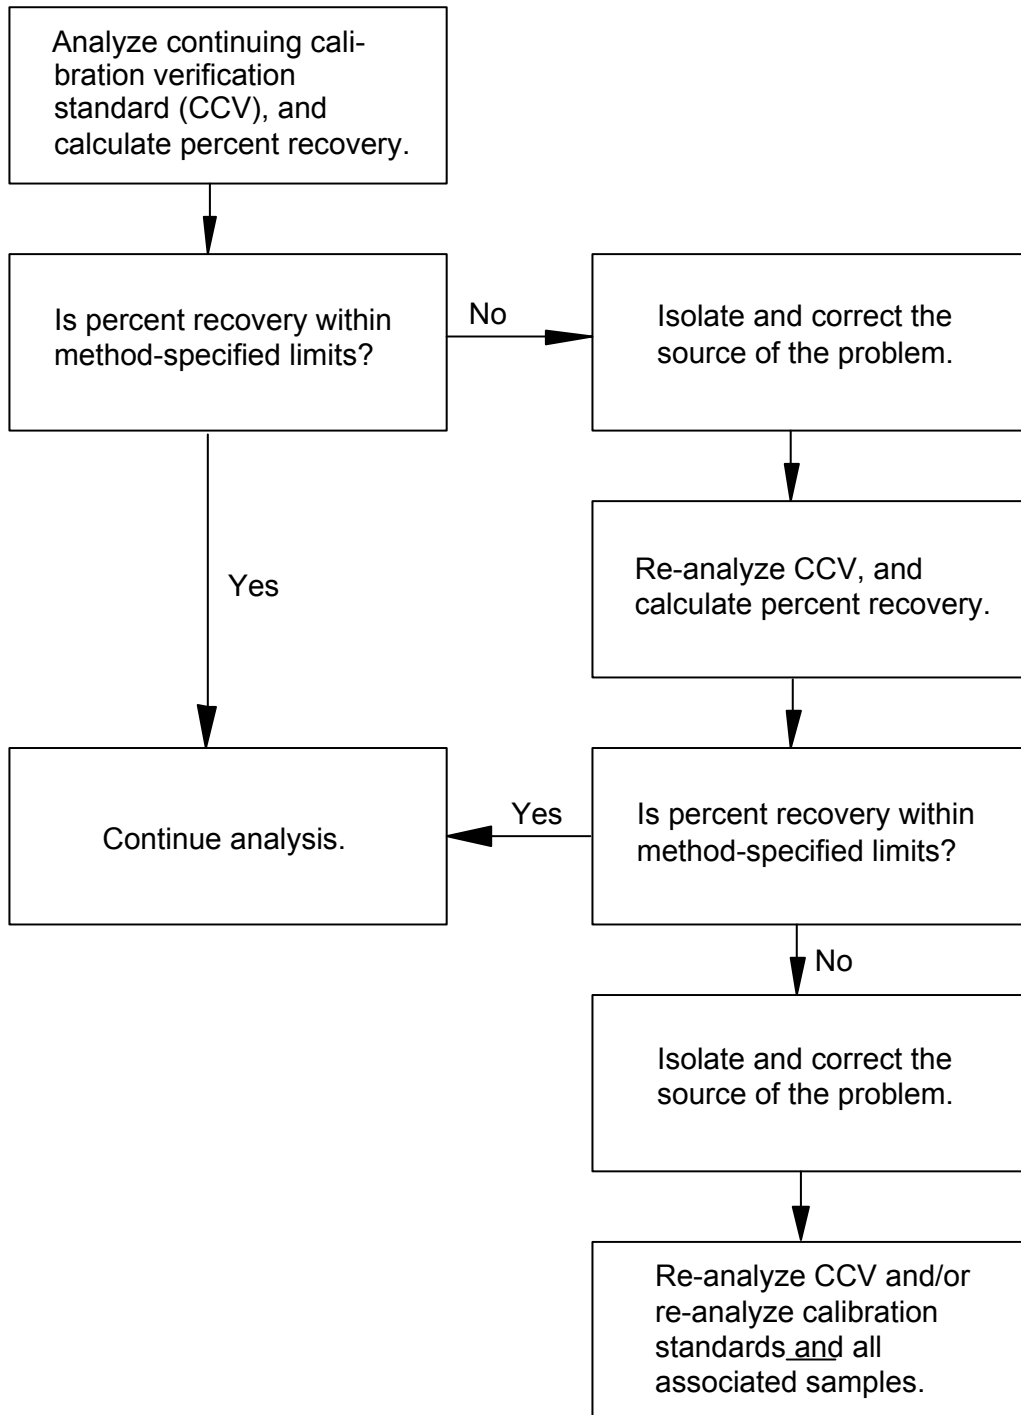 Analyze continuing cali-
bration verification
standard (CCV), and
calculate percent recovery.
Is percent recovery within
method-specified limits?
No
Isolate and correct the
source of the problem.
Yes
Re-analyze CCV, and
calculate percent recovery.
Continue analysis.
Yes
Is percent recovery within
method-specified limits?
No
Isolate and correct the
source of the problem.
Re-analyze CCV and/or
re-analyze calibration
standards and all
associated samples.